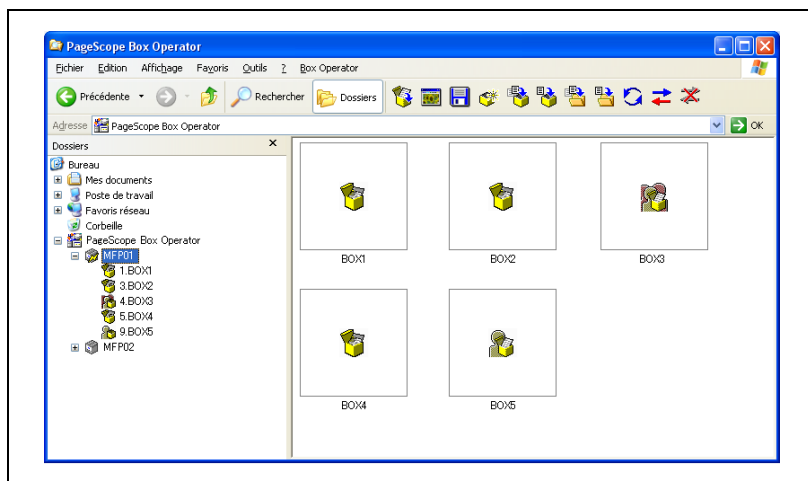 PageScope Box Operator
Fichier Edition Affichage Favoris Outils ? Box Operator
Précédente Rechercher Dossiers
Adresse PageScope Box Operator OK
Dossiers x
Bureau
Mes documents
Poste de travail
Favoris réseau
Corbeille
PageScope Box Operator
MFP01
1.BOX1
3.BOX2
4.BOX3
5.BOX4
9.BOX5
MFP02
BOX1 BOX2 BOX3
BOX4 BOX5